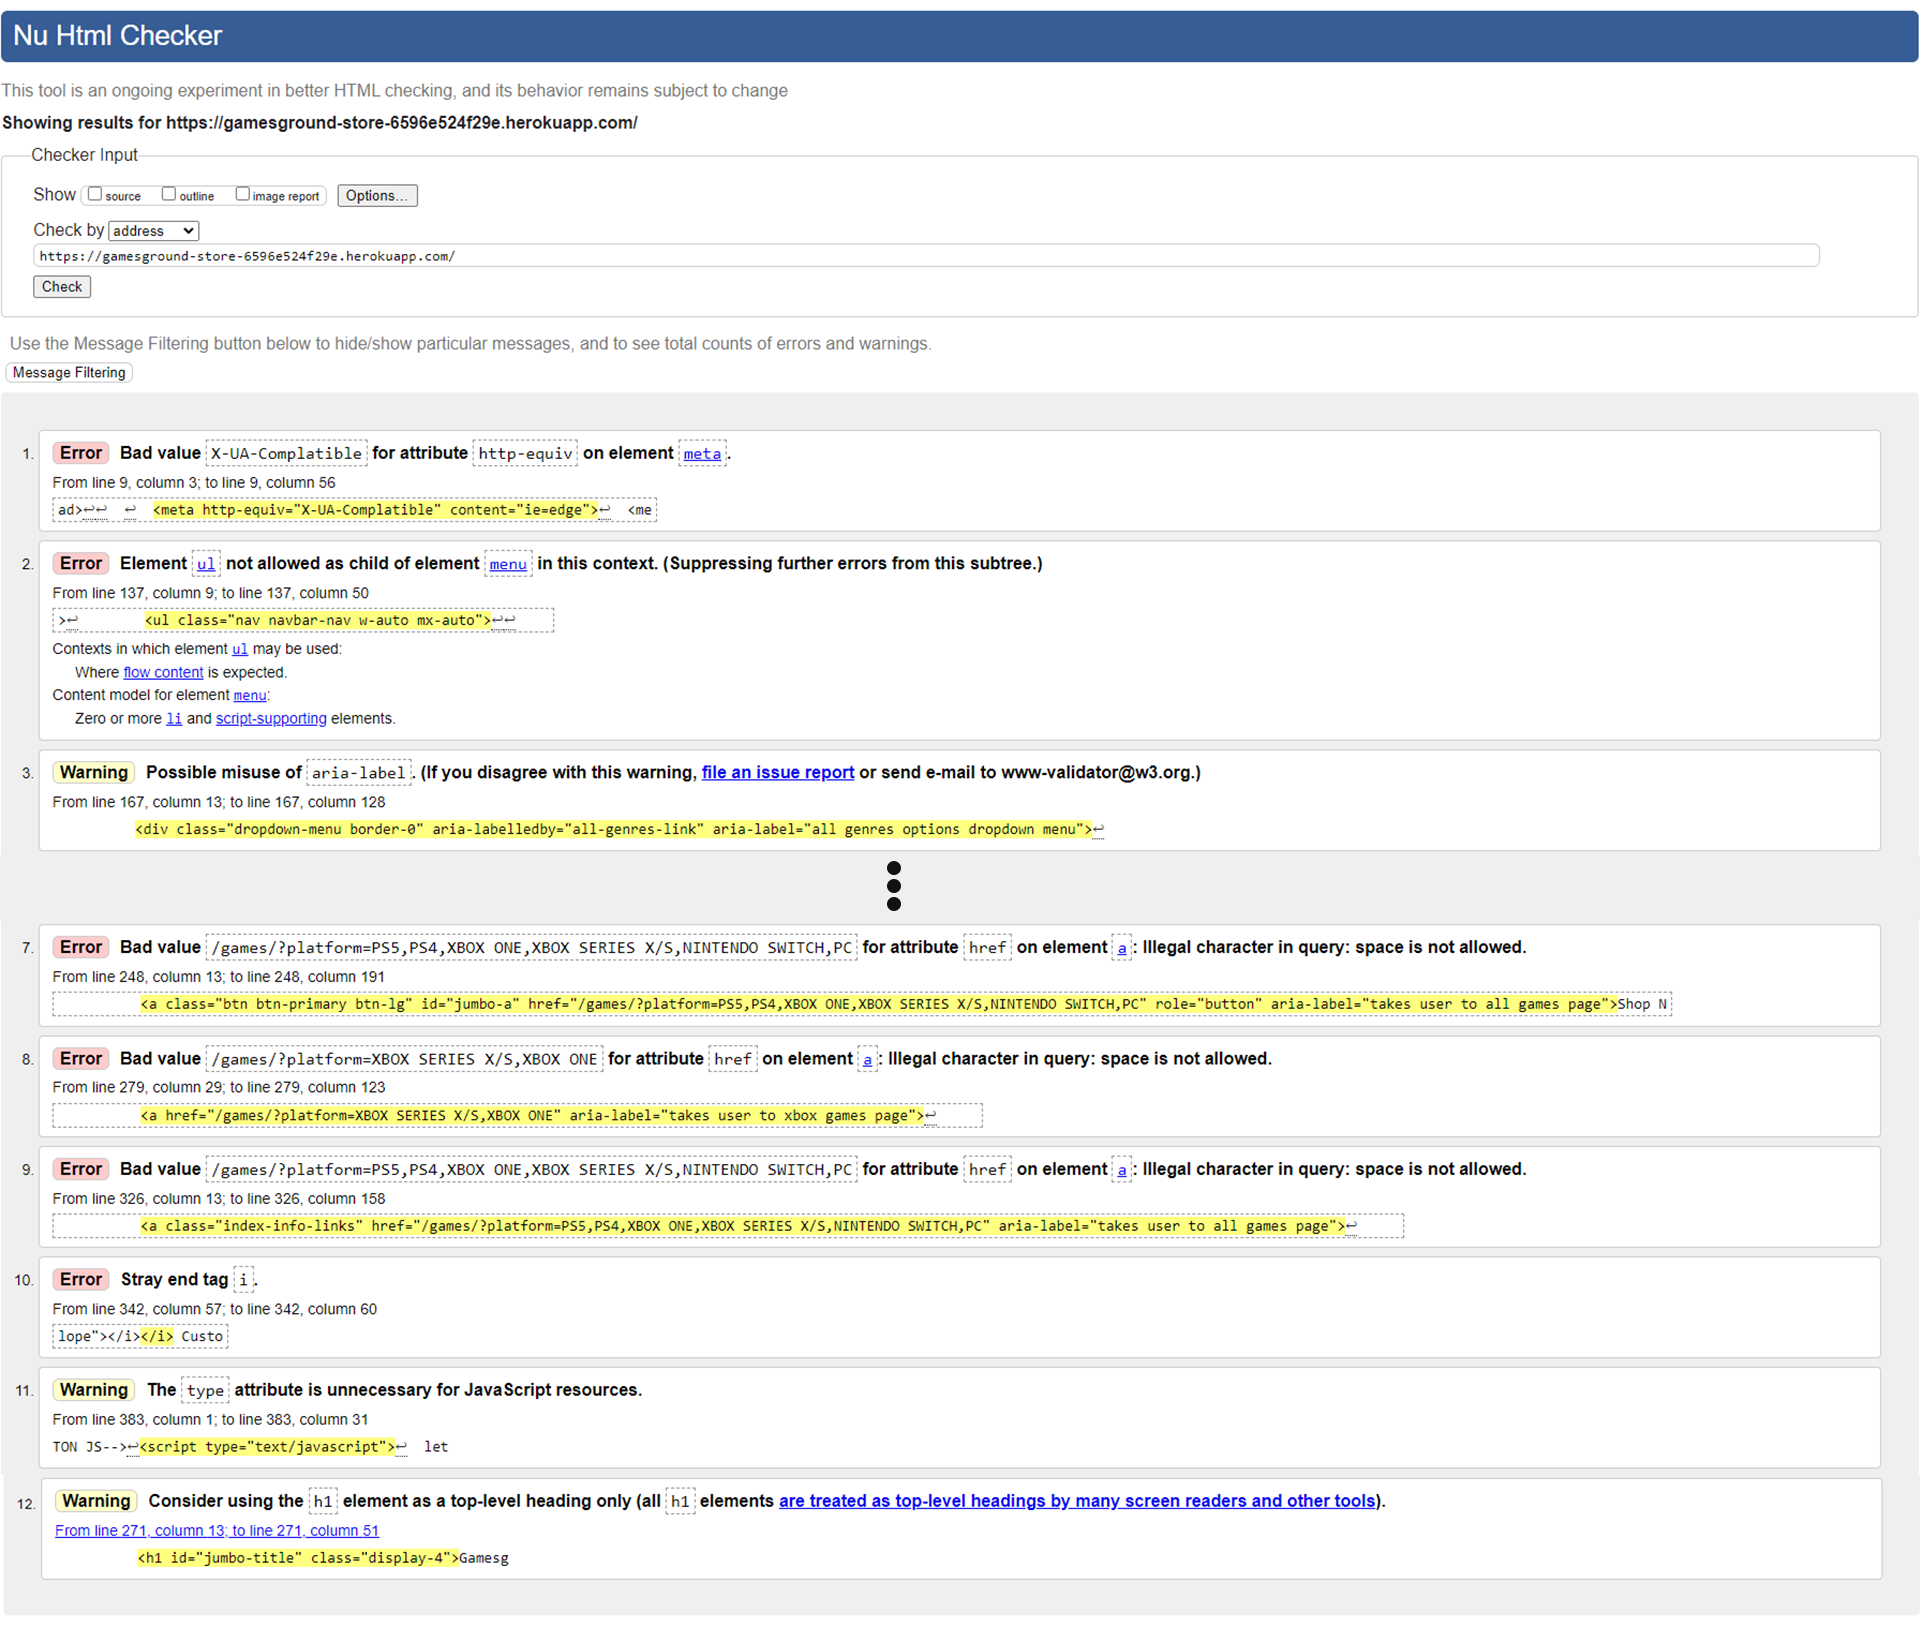 Nu Html Checker
This tool is an ongoing experiment in better HTML checking, and its behavior remains subject to change
Showing results for https://gamesground-store-6596e524f29e.herokuapp.com/
Checker Input
Show source outline image report Options...
Check by address
https://gamesground-store-6596e524f29e.herokuapp.com/
Check
Use the Message Filtering button below to hide/show particular messages, and to see total counts of errors and warnings.
Message Filtering
1. Error Bad value X-UA-Complatible for attribute http-equiv on element meta.
From line 9, column 3; to line 9, column 56
ad>↩↩ ↩ <meta http-equiv="X-UA-Complatible" content="ie=edge">↩ <me
2. Error Element ul not allowed as child of element menu in this context. (Suppressing further errors from this subtree.)
From line 137, column 9; to line 137, column 50
>↩ <ul class="nav navbar-nav w-auto mx-auto">↩↩
Contexts in which element ul may be used:
Where flow content is expected.
Content model for element menu:
Zero or more li and script-supporting elements.
3. Warning Possible misuse of aria-label. (If you disagree with this warning, file an issue report or send e-mail to www-validator@w3.org.)
From line 167, column 13; to line 167, column 128
<div class="dropdown-menu border-0" aria-labelledby="all-genres-link" aria-label="all genres options dropdown menu">↩
7. Error Bad value /games/?platform=PS5,PS4,XBOX ONE,XBOX SERIES X/S,NINTENDO SWITCH,PC for attribute href on element a: Illegal character in query: space is not allowed.
From line 248, column 13; to line 248, column 191
<a class="btn btn-primary btn-lg" id="jumbo-a" href="/games/?platform=PS5,PS4,XBOX ONE,XBOX SERIES X/S,NINTENDO SWITCH,PC" role="button" aria-label="takes user to all games page">Shop N
8. Error Bad value /games/?platform=XBOX SERIES X/S,XBOX ONE for attribute href on element a: Illegal character in query: space is not allowed.
From line 279, column 29; to line 279, column 123
<a href="/games/?platform=XBOX SERIES X/S,XBOX ONE" aria-label="takes user to xbox games page">↩
9. Error Bad value /games/?platform=PS5,PS4,XBOX ONE,XBOX SERIES X/S,NINTENDO SWITCH,PC for attribute href on element a: Illegal character in query: space is not allowed.
From line 326, column 13; to line 326, column 158
<a class="index-info-links" href="/games/?platform=PS5,PS4,XBOX ONE,XBOX SERIES X/S,NINTENDO SWITCH,PC" aria-label="takes user to all games page">↩
10. Error Stray end tag i.
From line 342, column 57; to line 342, column 60
lope"></i></i> Custo
11. Warning The type attribute is unnecessary for JavaScript resources.
From line 383, column 1; to line 383, column 31
TON JS-->↩<script type="text/javascript">↩ let
12. Warning Consider using the h1 element as a top-level heading only (all h1 elements are treated as top-level headings by many screen readers and other tools).
From line 271, column 13; to line 271, column 51
<h1 id="jumbo-title" class="display-4">Gamesg